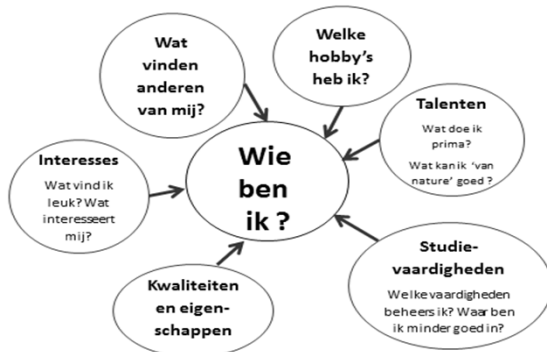 Wat
vinden
anderen
van mij?
Welke
hobby's
heb ik?
Talenten
Wat doe ik
prima?
Wat kan ik 'van
nature' goed ?
Interesses
Wat vind ik
leuk? Wat
interesseert
mij?
Wie
ben
ik ?
Studie-
vaardigheden
Welke vaardigheden
beheers ik? Waar ben
ik minder goed in?
Kwaliteiten
en eigen-
schappen